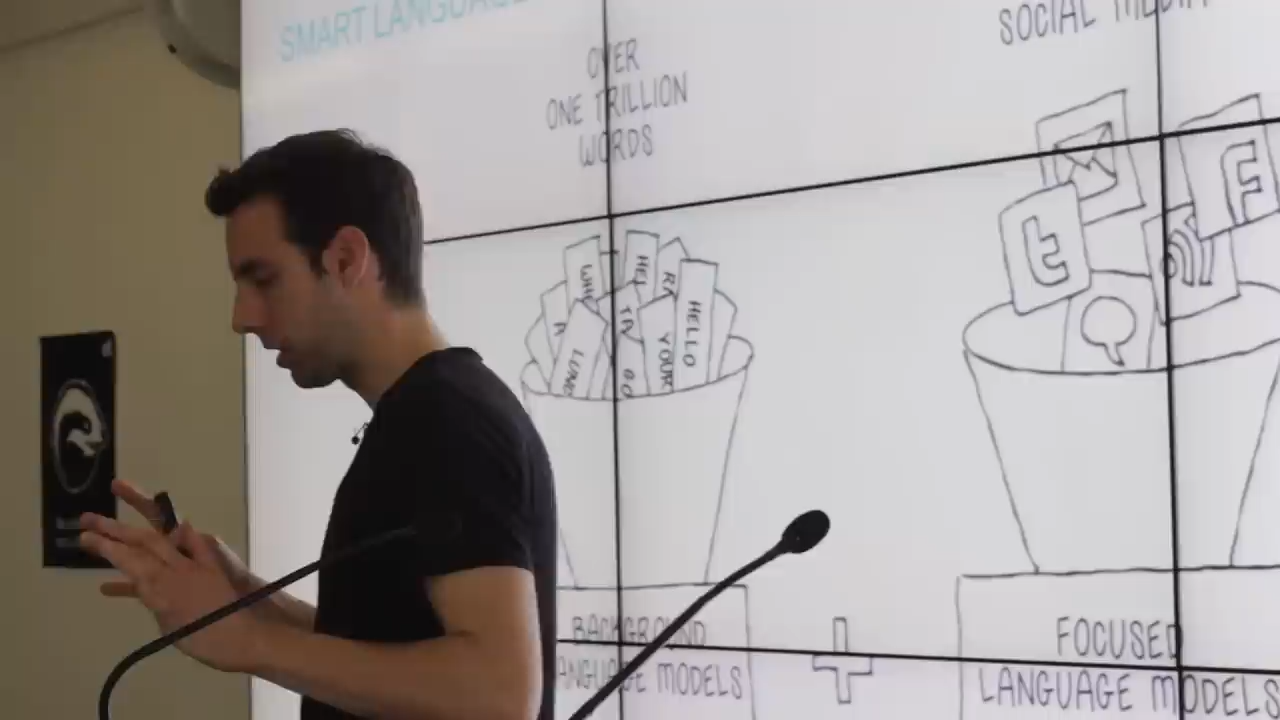 SMART LANGUAGE
OVER
ONE TRILLION
WORDS
SOCIAL MEDIA
HELLO
YOUR
BACKGROUND
LANGUAGE MODELS
+
FOCUSED
LANGUAGE MODELS